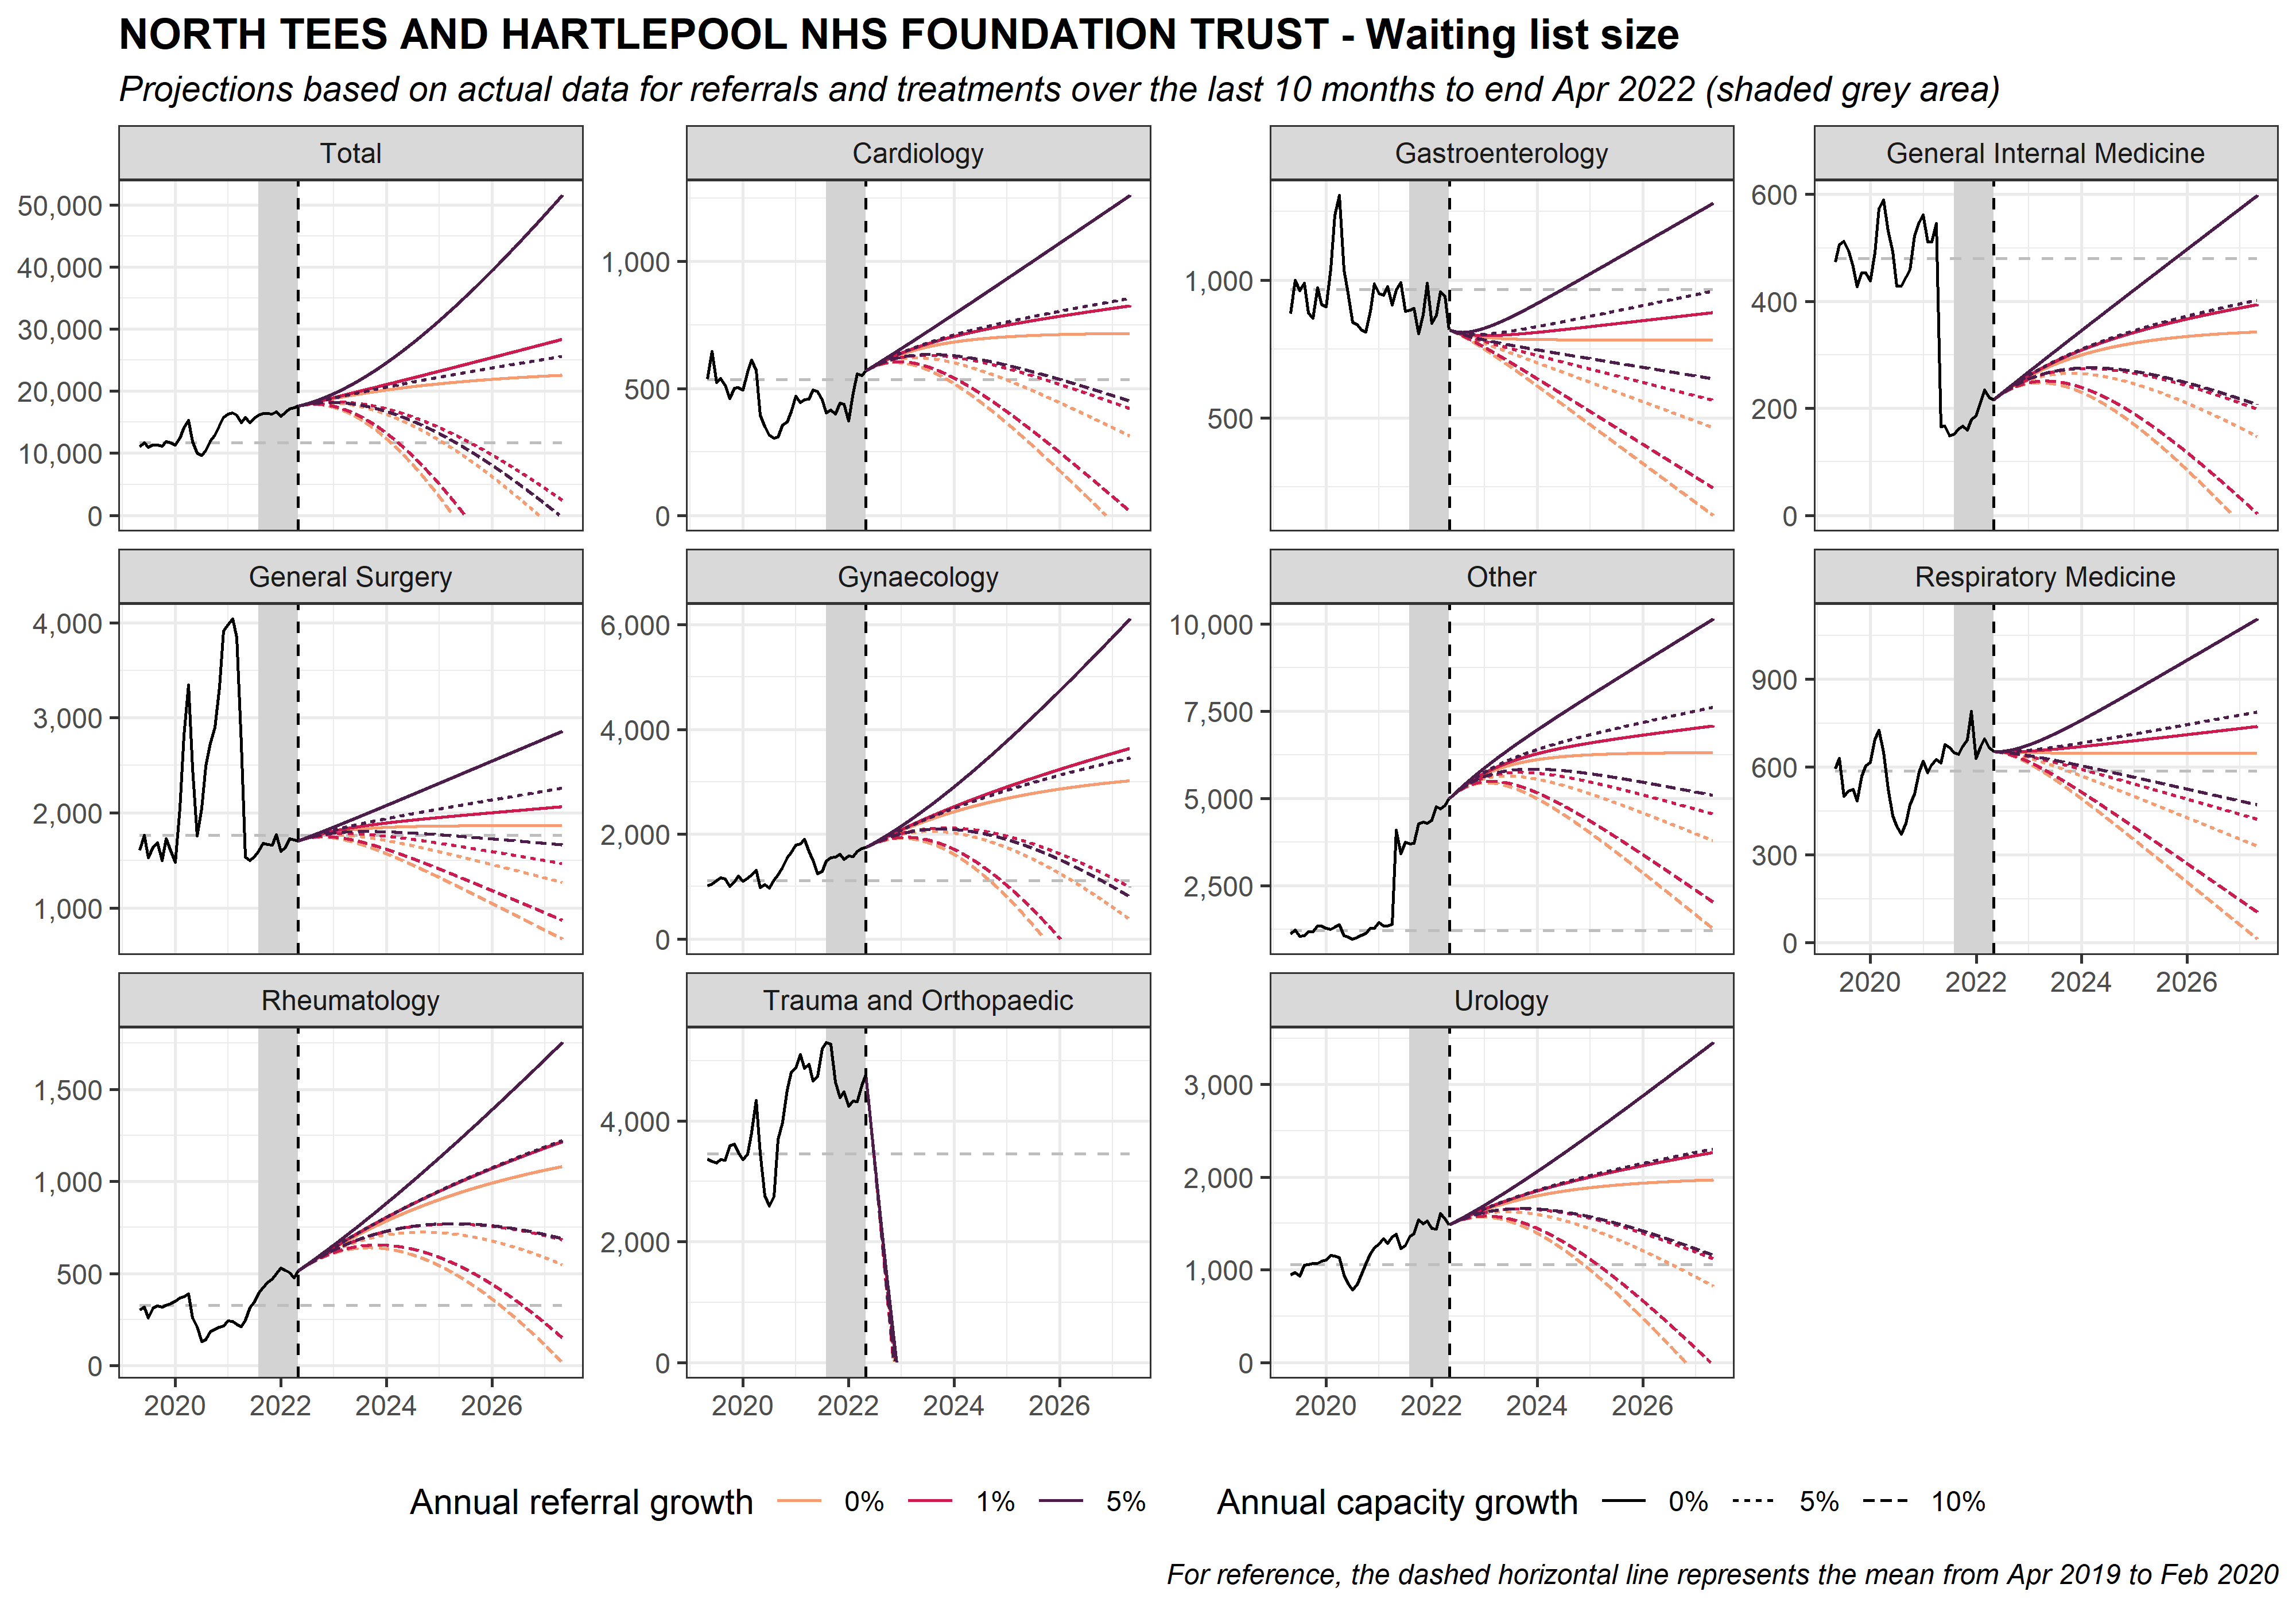 NORTH TEES AND HARTLEPOOL NHS FOUNDATION TRUST - Waiting list size
Projections based on actual data for referrals and treatments over the last 10 months to end Apr 2022 (shaded grey area)
Total
50,000
40,000
30,000
20,000
10,000
0
Cardiology
1,000
500
0
Gastroenterology
1,000
500
General Internal Medicine
600
400
200
0
General Surgery
4,000
3,000
2,000
1,000
Gynaecology
6,000
4,000
2,000
0
Other
10,000
7,500
5,000
2,500
Respiratory Medicine
900
600
300
0
2020 2022 2024 2026
Rheumatology
1,500
1,000
500
0
2020 2022 2024 2026
Trauma and Orthopaedic
4,000
2,000
0
2020 2022 2024 2026
Urology
3,000
2,000
1,000
0
2020 2022 2024 2026
Annual referral growth 0% 1% 5% Annual capacity growth 0% 5% 10%
For reference, the dashed horizontal line represents the mean from Apr 2019 to Feb 2020